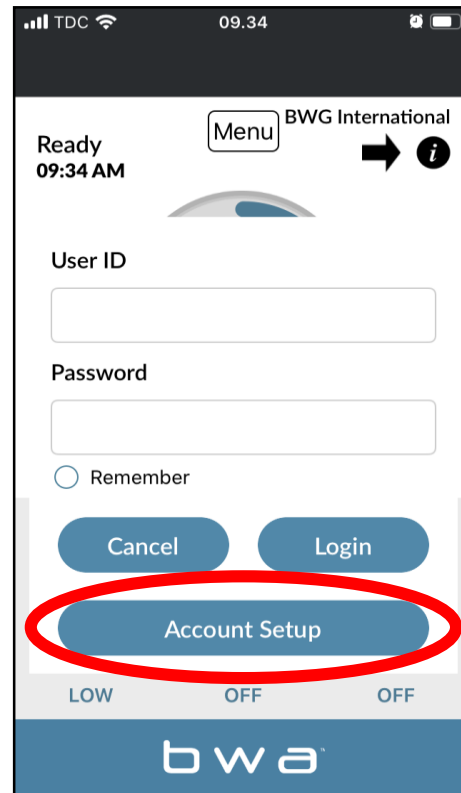 TDC 09.34
BWG International
Menu
Ready
09:34 AM
i
User ID
Password
Remember
Cancel Login
Account Setup
LOW OFF OFF
bwa™